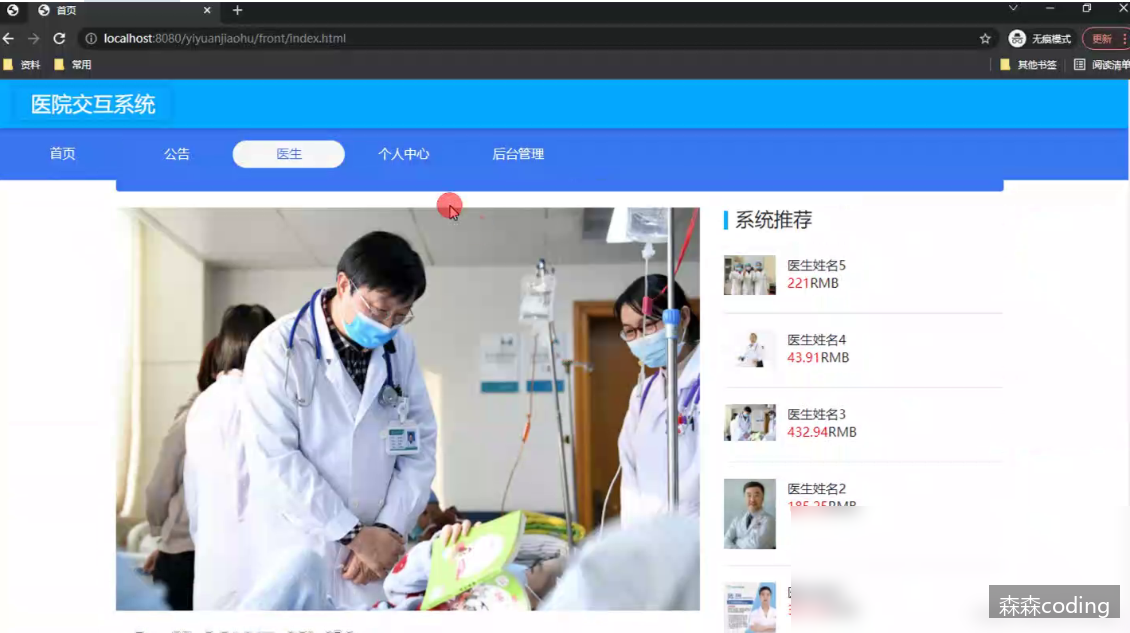 首页
localhost:8080/yiyuanjiaohu/front/index.html
无痕模式
更新
资料
常用
其他书签
阅读清单
医院交互系统
首页
公告
医生
个人中心
后台管理
系统推荐
医生姓名5
221RMB
医生姓名4
43.91RMB
医生姓名3
432.94RMB
医生姓名2
185.25RMB
森森coding